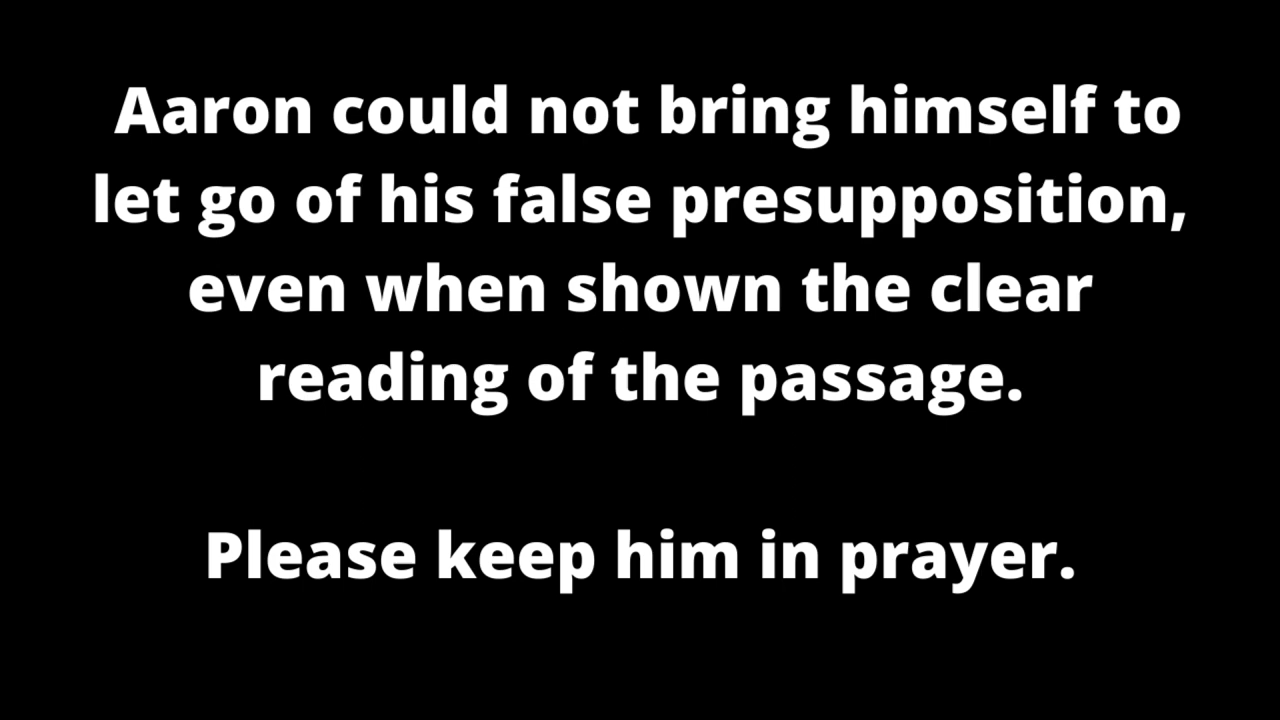 Aaron could not bring himself to
let go of his false presupposition,
even when shown the clear
reading of the passage.
Please keep him in prayer.